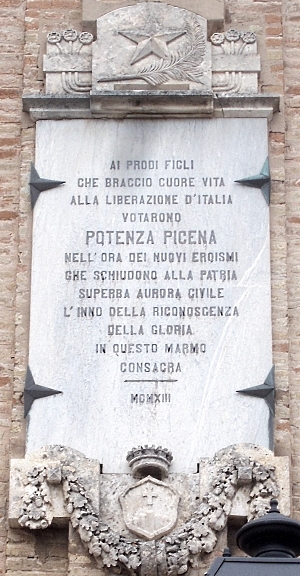 AI PRODI FIGLI
CHE BRACCIO CUORE VITA
ALLA LIBERAZIONE D'ITALIA
VOTARONO
POTENZA PICENA
NELL'ORA DEI NUOVI EROISMI
CHE SCHIUDONO ALLA PATRIA
SUPERBA AURORA CIVILE
L'INNO DELLA RICONOSCENZA
DELLA GLORIA
IN QUESTO MARMO
CONSACRA
MCMXIII